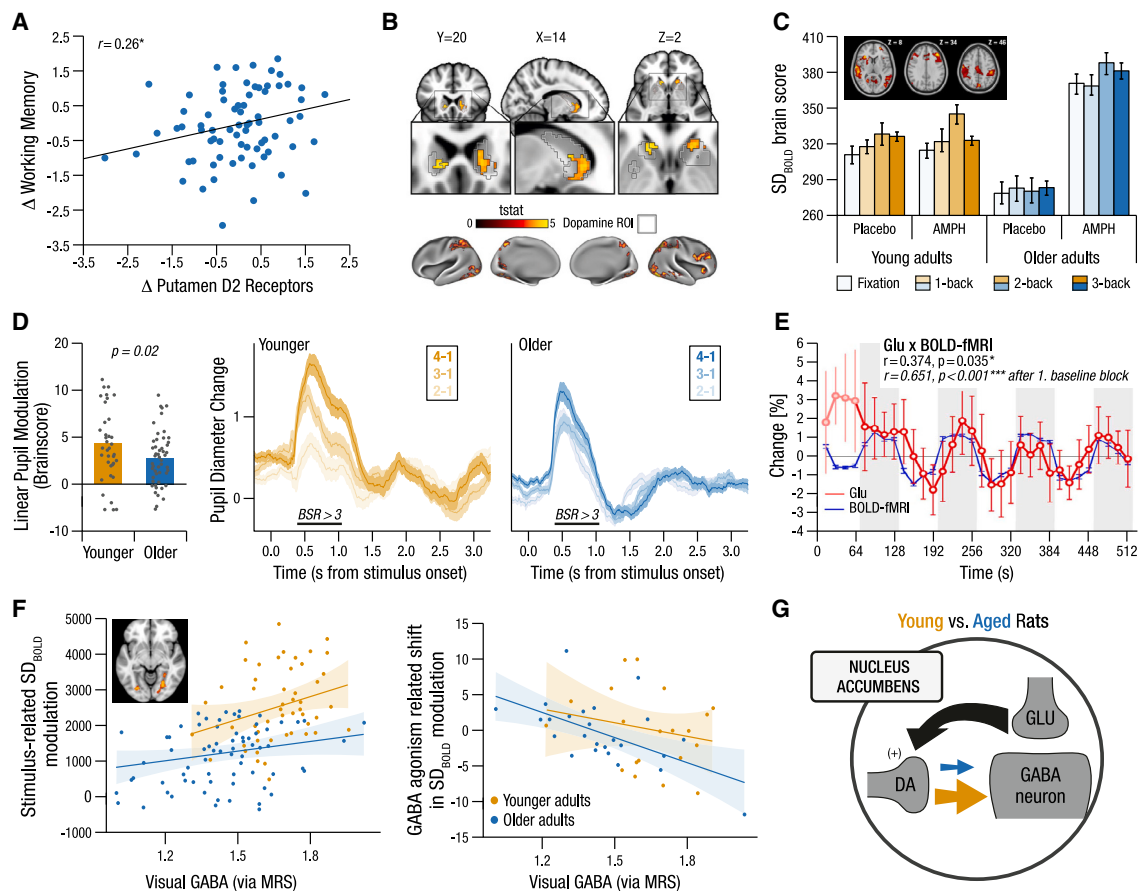 A
r = 0.26*
Δ Working Memory
2.5
1.5
0.5
-0.5
-1.5
-2.5
-3.5
-3.5 -2.5 -1.5 -0.5 0.5 1.5 2.5
Δ Putamen D2 Receptors
B
Y=20 X=14 Z=2
tstat
0 5 Dopamine ROI
C
SDBOLD brain score
410
380
350
320
290
260
Z = 8 Z = 34 Z = 46
Placebo AMPH Placebo AMPH
Young adults Older adults
Fixation 1-back 2-back 3-back
D
Linear Pupil Modulation
(Brainscore)
p = 0.02
20
10
5
0
-10
Younger Older
Pupil Diameter Change
1
0
Younger
4-1
3-1
2-1
BSR > 3
0.0 0.5 1.0 1.5 2.0 2.5 3.0
Time (s from stimulus onset)
Older
4-1
3-1
2-1
BSR > 3
0.0 0.5 1.0 1.5 2.0 2.5 3.0
Time (s from stimulus onset)
E
Glu x BOLD-fMRI
r=0.374, p=0.035*
r=0.651, p<0.001*** after 1. baseline block
Change [%]
6
5
4
3
2
1
0
-1
-2
-3
-4
Glu
BOLD-fMRI
0 64 128 192 256 320 384 448 512
Time (s)
F
Stimulus-related SDBOLD
modulation
5000
4000
3000
2000
1000
0
-1000
1.2 1.5 1.8
Visual GABA (via MRS)
GABA agonism related shift
in SDBOLD modulation
15
10
5
0
-5
-10
-15
Younger adults
Older adults
1.2 1.5 1.8
Visual GABA (via MRS)
G
Young vs. Aged Rats
NUCLEUS
ACCUMBENS
GLU
(+)
DA
GABA
neuron